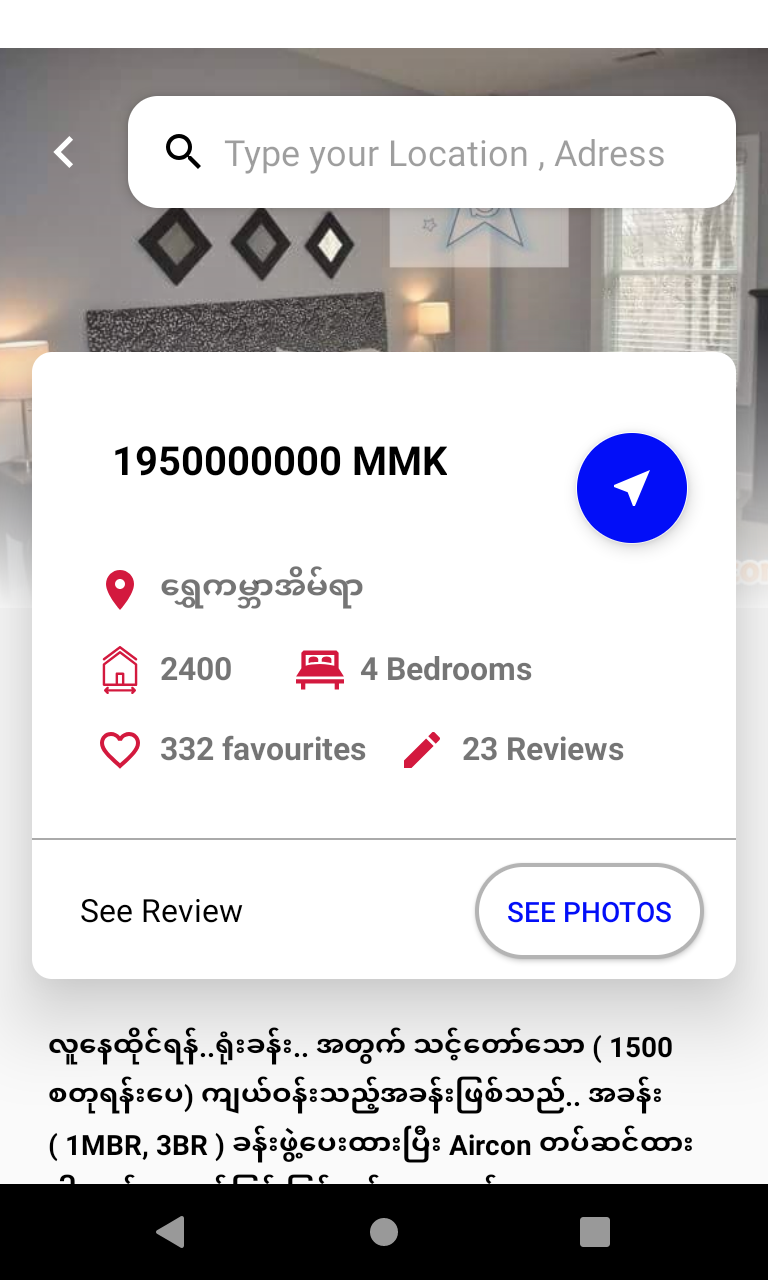 Type your Location , Adress
1950000000 MMK
ရွှေကမ္ဘာအိမ်ရာ
2400
4 Bedrooms
332 favourites
23 Reviews
See Review
SEE PHOTOS
လူနေထိုင်ရန်..ရုံးခန်း.. အတွက် သင့်တော်သော ( 1500
စတုရန်းပေ) ကျယ်ဝန်းသည့်အခန်းဖြစ်သည်.. အခန်း
( 1MBR, 3BR ) ခန်းဖွဲ့ပေးထားပြီး Aircon တပ်ဆင်ထား